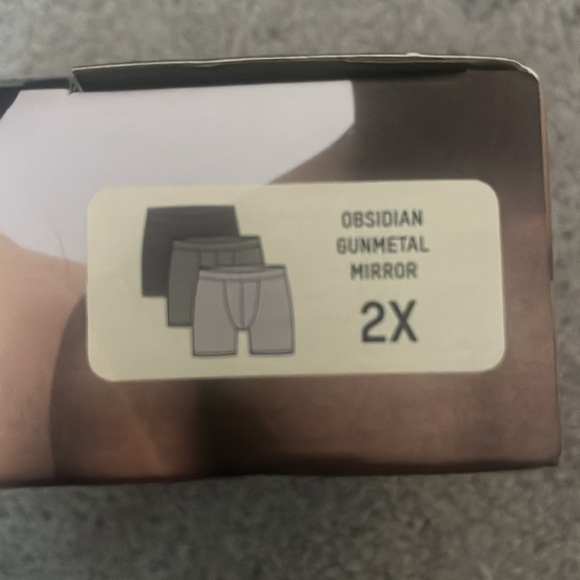 OBSIDIAN
GUNMETAL
MIRROR
2X